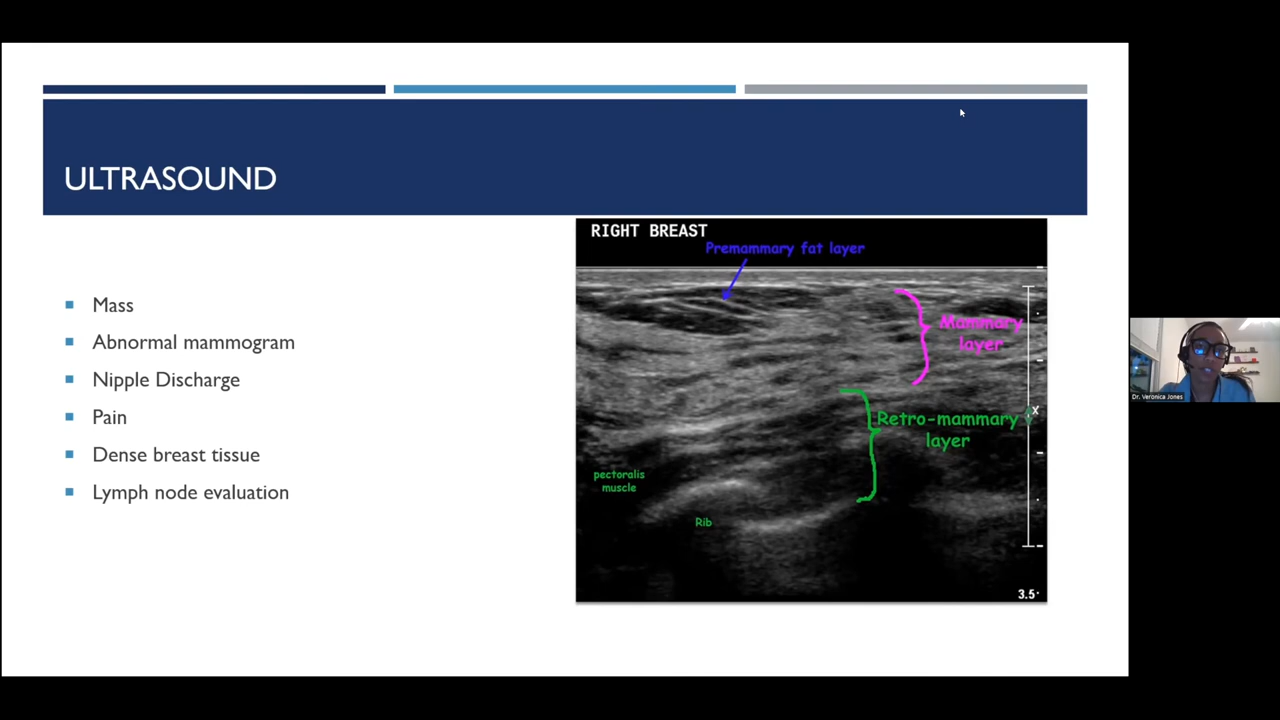 ULTRASOUND
Mass
Abnormal mammogram
Nipple Discharge
Pain
Dense breast tissue
Lymph node evaluation
RIGHT BREAST
Premammary fat layer
Mammary
layer
Retro-mammary
layer
X
pectoralis
muscle
Rib
3.5
Dr. Veronica Jones